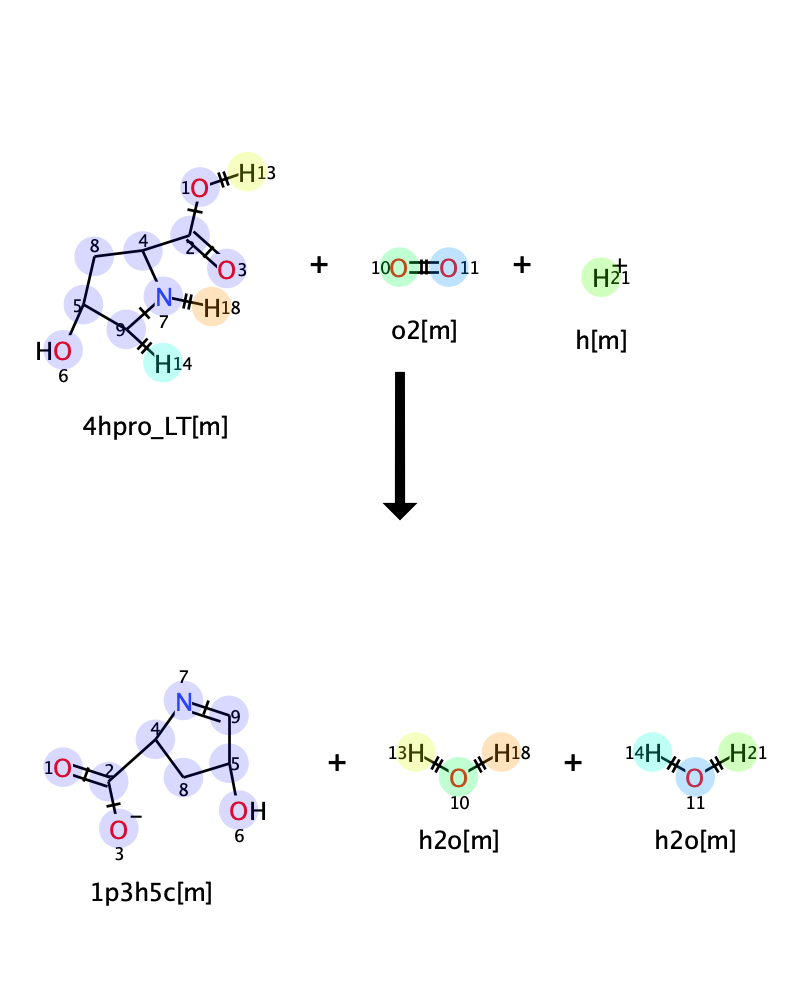 1O H13
8 4 2 O3
+ 10O O11 + H21+
5 N H18
9 7
HO H14
6
o2[m] h[m]
4hpro_LT[m]
7
N 9
4
13H H18 14H H21
1O 2 5 + +
8 O O
10 11
O− OH
3 6
h2o[m] h2o[m]
1p3h5c[m]